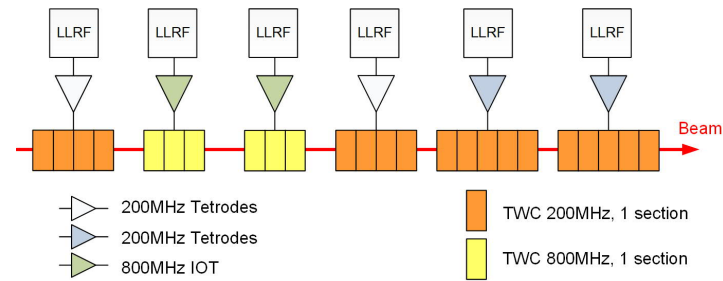 LLRF LLRF LLRF LLRF LLRF LLRF
Beam
200MHz Tetrodes
200MHz Tetrodes
800MHz IOT
TWC 200MHz, 1 section
TWC 800MHz, 1 section